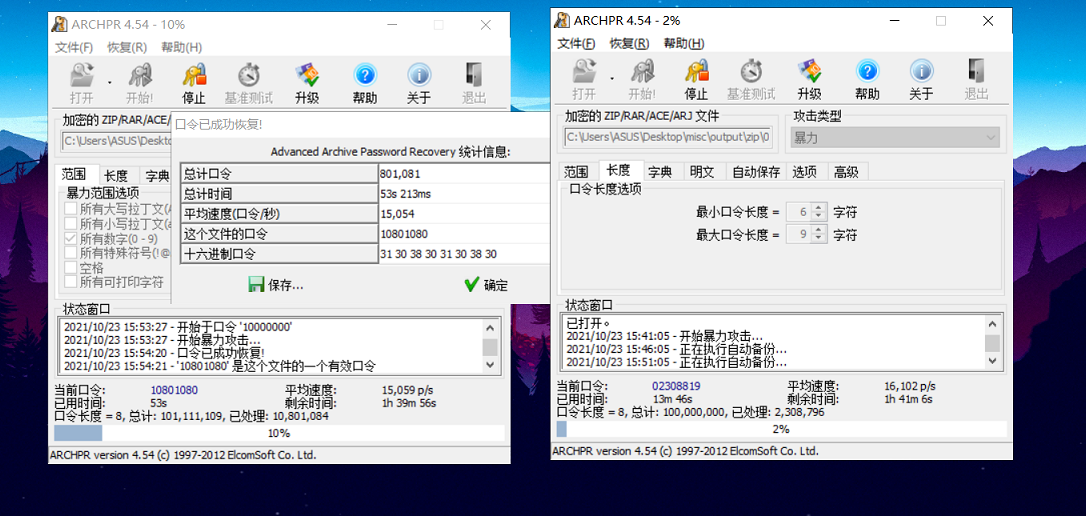 ARCHPR 4.54 - 10%
文件(F) 恢复(R) 帮助(H)
打开 开始! 停止 基准测试 升级 帮助 关于 退出
加密的 ZIP/RAR/ACE/
C:\Users\ASUS\Deskto
范围 长度 字典
暴力范围选项
所有大写拉丁文(A
所有小写拉丁文(a
所有数字(0 - 9)
所有特殊符号(!@
空格
所有可打印字符
口令已成功恢复!
Advanced Archive Password Recovery 统计信息:
总计口令 801,081
总计时间 53s 213ms
平均速度(口令/秒) 15,054
这个文件的口令 10801080
十六进制口令 31 30 38 30 31 30 38 30
保存... 确定
状态窗口
2021/10/23 15:53:27 - 开始于口令 '10000000'
2021/10/23 15:53:27 - 开始暴力攻击...
2021/10/23 15:54:20 - 口令已成功恢复!
2021/10/23 15:54:21 - '10801080' 是这个文件的一个有效口令
当前口令: 10801080 平均速度: 15,059 p/s
已用时间: 53s 剩余时间: 1h 39m 56s
口令长度 = 8, 总计: 101,111,109, 已处理: 10,801,084
10%
ARCHPR version 4.54 (c) 1997-2012 ElcomSoft Co. Ltd.
ARCHPR 4.54 - 2%
文件(F) 恢复(R) 帮助(H)
打开 开始! 停止 基准测试 升级 帮助 关于 退出
加密的 ZIP/RAR/ACE/ARJ 文件 攻击类型
C:\Users\ASUS\Desktop\misc\output\zip\0 暴力
范围 长度 字典 明文 自动保存 选项 高级
口令长度选项
最小口令长度 = 6 字符
最大口令长度 = 9 字符
状态窗口
已打开。
2021/10/23 15:41:05 - 开始暴力攻击...
2021/10/23 15:46:05 - 正在执行自动备份...
2021/10/23 15:51:05 - 正在执行自动备份...
当前口令: 02308819 平均速度: 16,102 p/s
已用时间: 13m 46s 剩余时间: 1h 41m 6s
口令长度 = 8, 总计: 100,000,000, 已处理: 2,308,796
2%
ARCHPR version 4.54 (c) 1997-2012 ElcomSoft Co. Ltd.